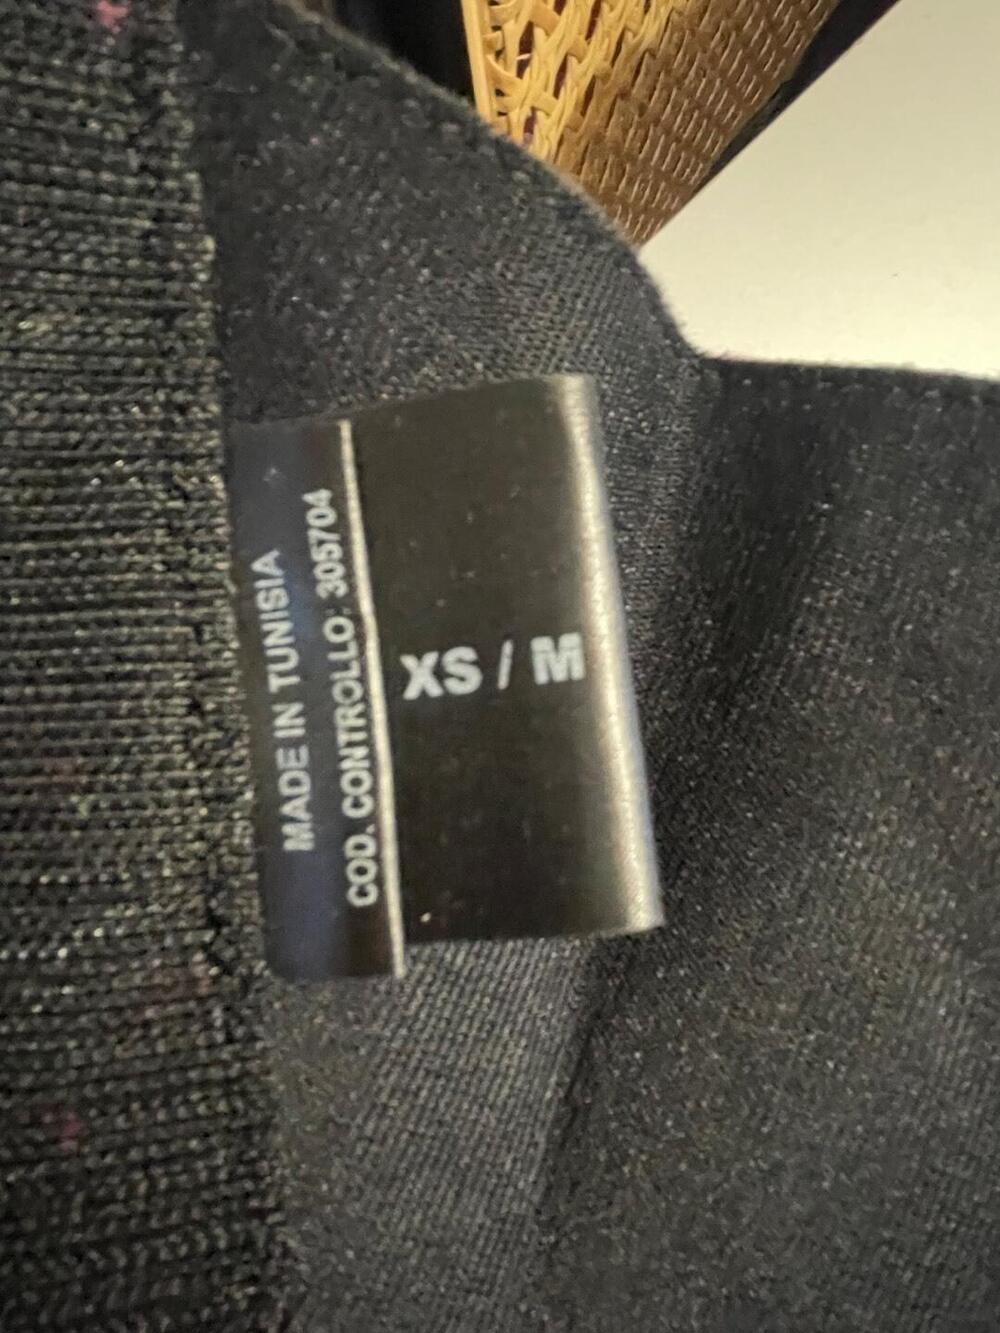 MADE IN TUNISIA
COD. CONTROLLO: 305704
XS / M